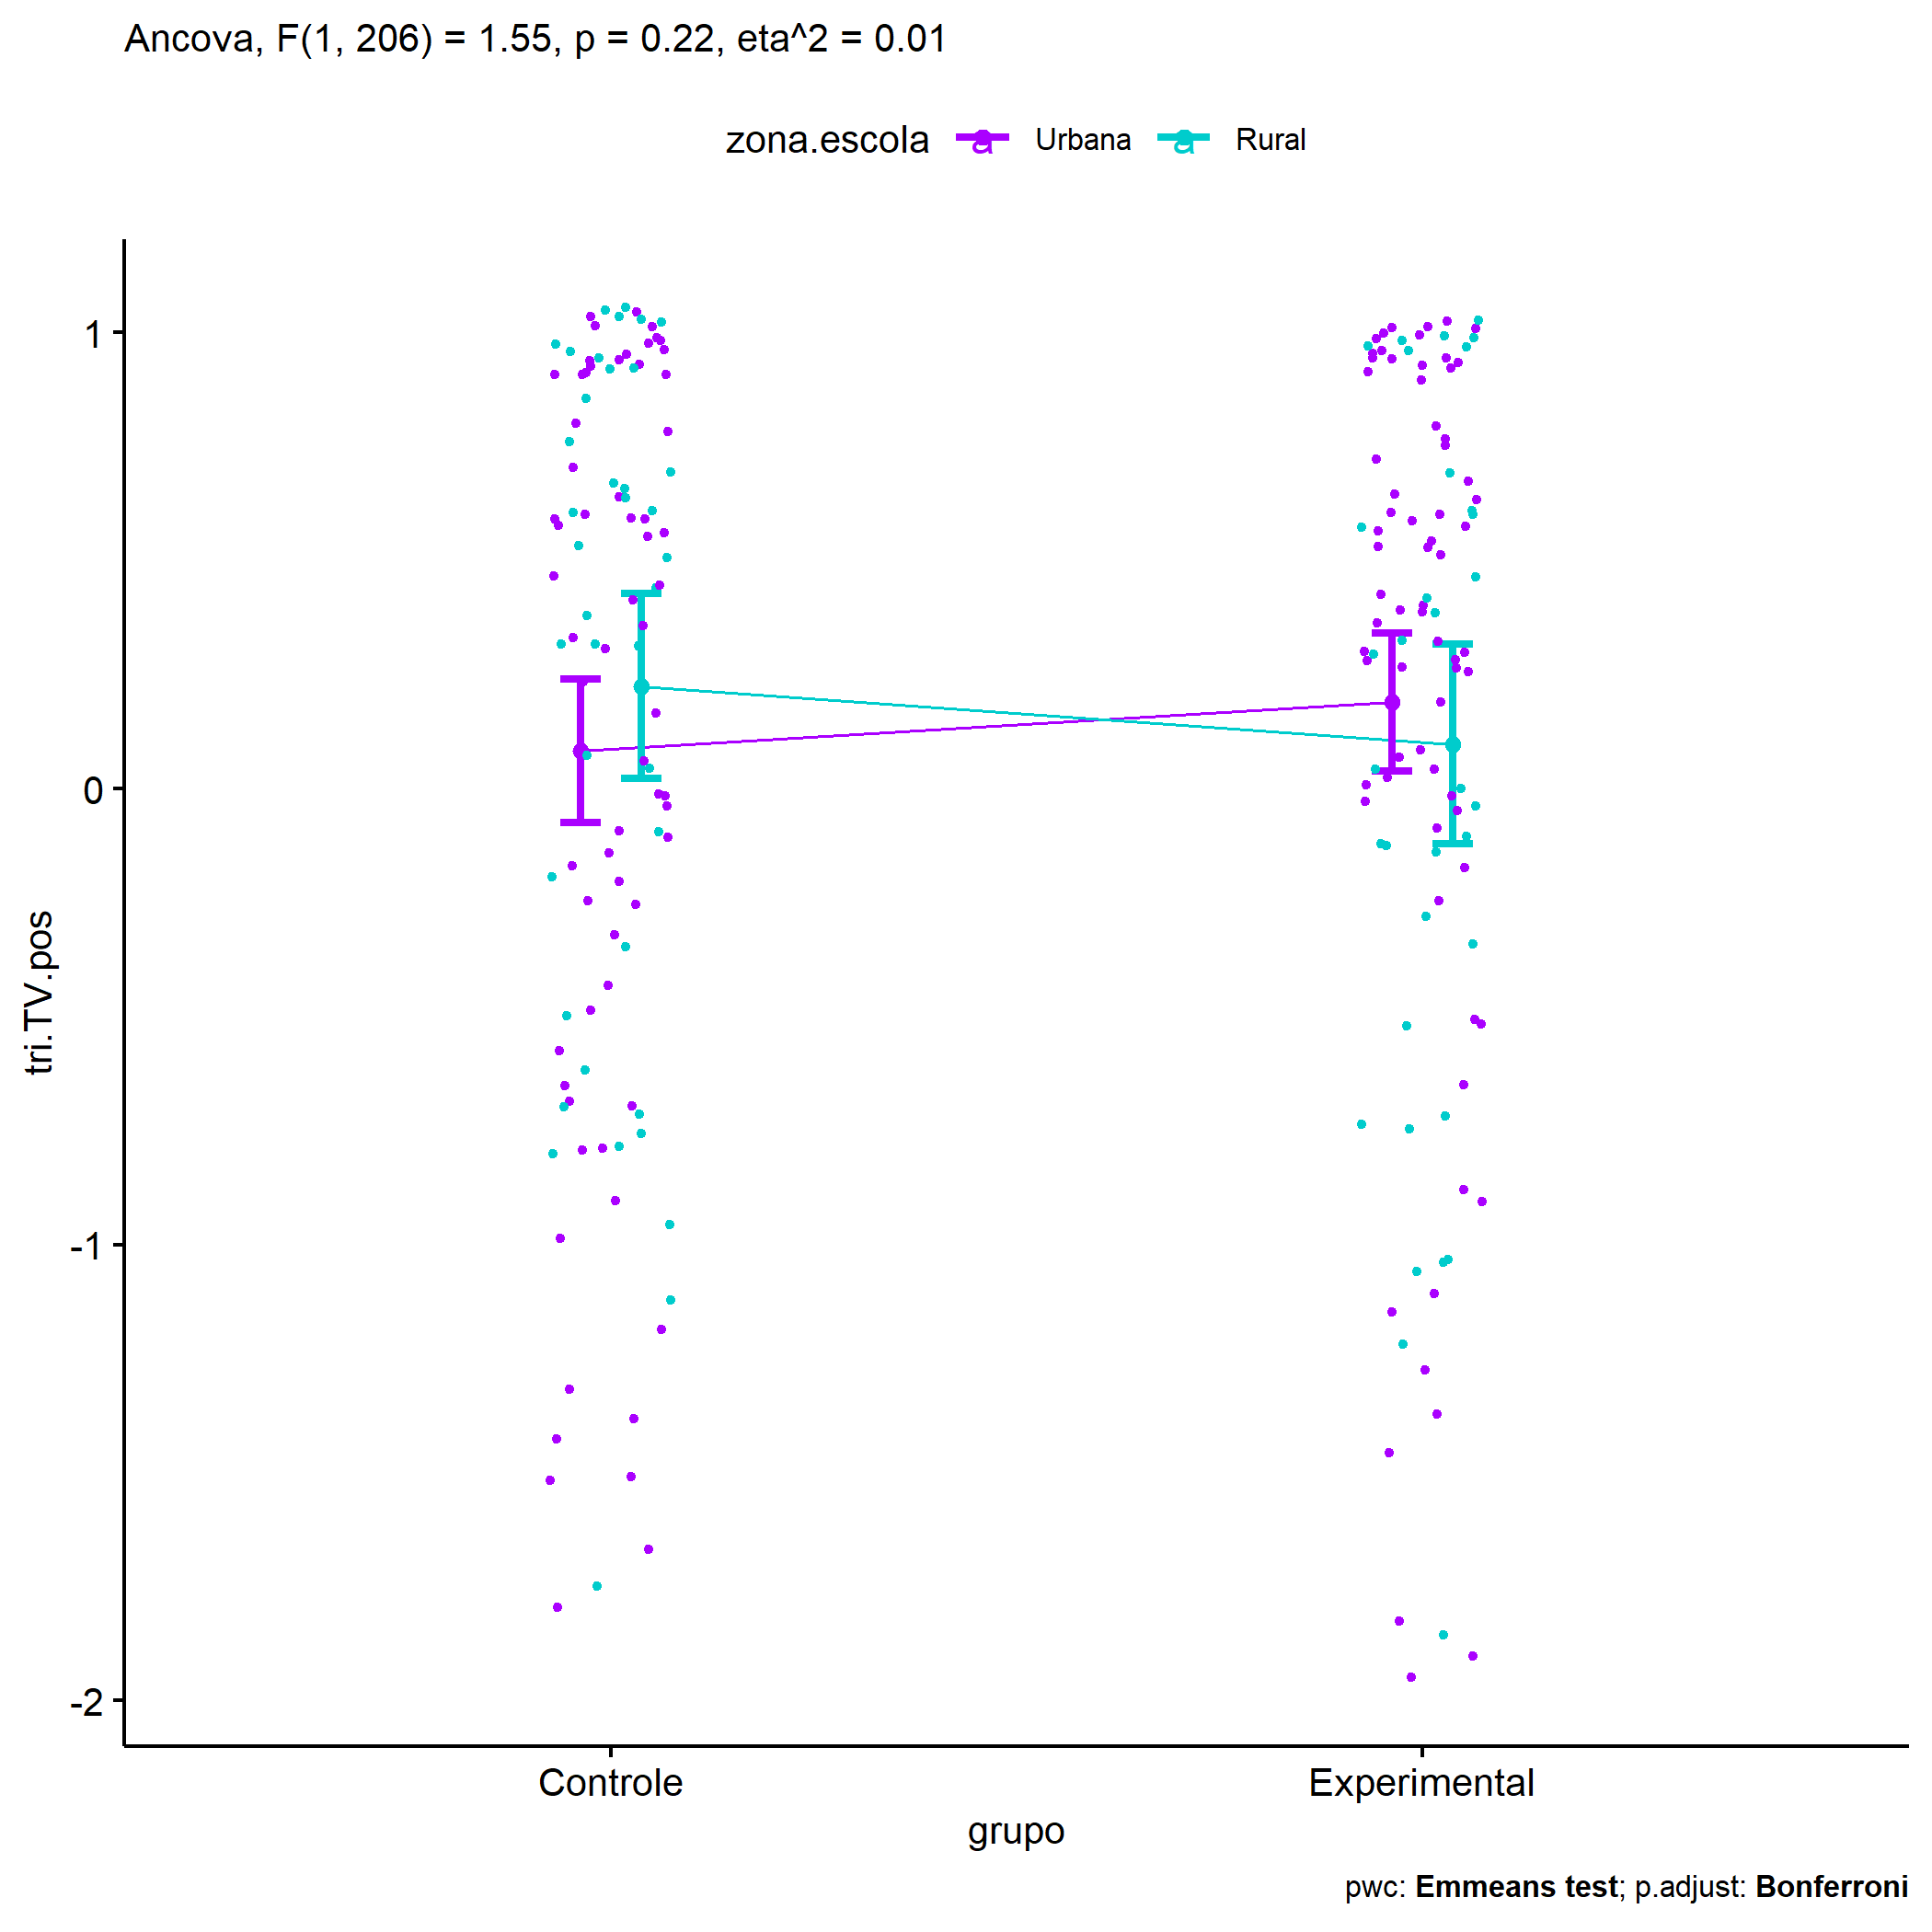 Ancova, F(1, 206) = 1.55, p = 0.22, eta^2 = 0.01
zona.escola a Urbana a Rural
tri.TV.pos
1
0
-1
-2
Controle Experimental
grupo
pwc: Emmeans test; p.adjust: Bonferroni